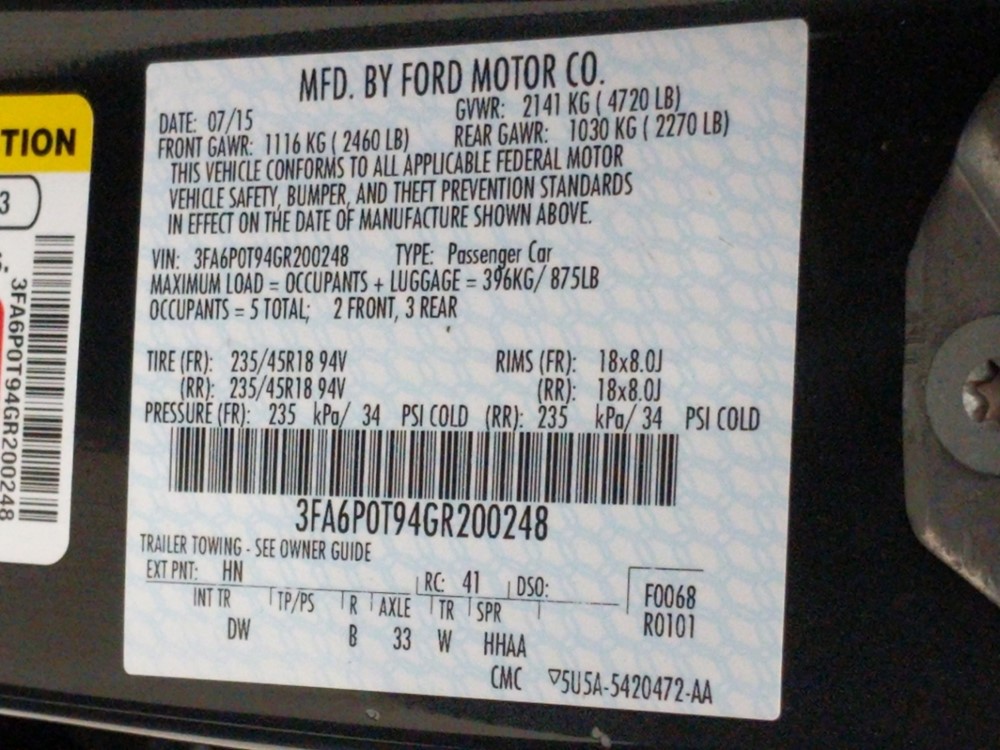 MFD. BY FORD MOTOR CO.
DATE: 07/15 GVWR: 2141 KG ( 4720 LB)
FRONT GAWR: 1116 KG ( 2460 LB) REAR GAWR: 1030 KG ( 2270 LB)
THIS VEHICLE CONFORMS TO ALL APPLICABLE FEDERAL MOTOR
VEHICLE SAFETY, BUMPER, AND THEFT PREVENTION STANDARDS
IN EFFECT ON THE DATE OF MANUFACTURE SHOWN ABOVE.
VIN: 3FA6P0T94GR200248 TYPE: Passenger Car
MAXIMUM LOAD = OCCUPANTS + LUGGAGE = 396KG/ 875LB
OCCUPANTS = 5 TOTAL; 2 FRONT, 3 REAR
TIRE (FR): 235/45R18 94V RIMS (FR): 18x8.0J
(RR): 235/45R18 94V (RR): 18x8.0J
PRESSURE (FR): 235 kPa/ 34 PSI COLD (RR): 235 kPa/ 34 PSI COLD
3FA6P0T94GR200248
TRAILER TOWING - SEE OWNER GUIDE
EXT PNT: HN RC: 41 DSO:
F0068
R0101
INT TR TP/PS R AXLE TR SPR
DW B 33 W HHAA
CMC ▽5U5A-5420472-AA
TION
3
3FA6P0T94GR200248